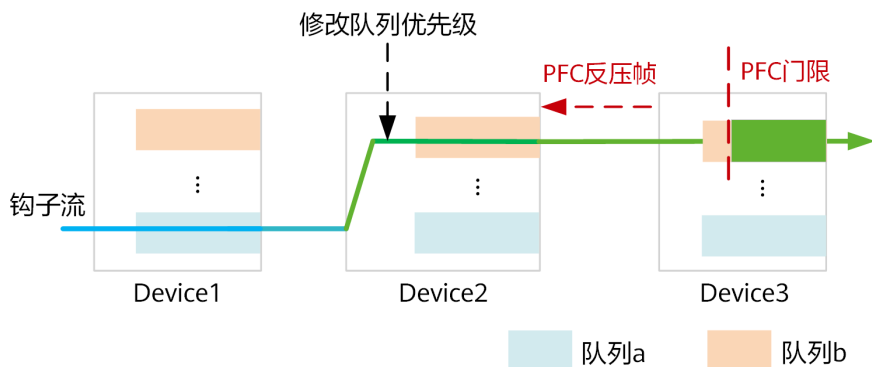 修改队列优先级
PFC反压帧
PFC门限
钩子流
Device1
Device2
Device3
队列a
队列b